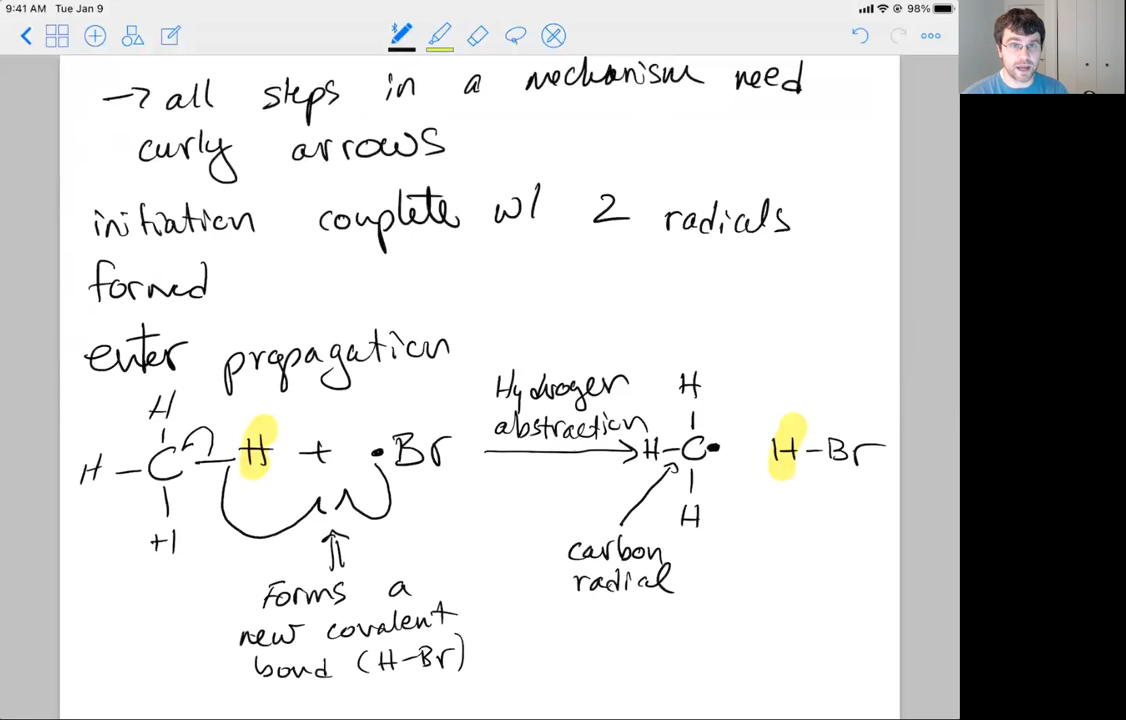 9:41 AM Tue Jan 9
98%
→ all steps in a mechanism need
curly arrows
initiation complete w/ 2 radicals
formed
enter propagation
H
H
H – C – H + •Br
H
Hydrogen
abstraction
H
H – C•
H
H – Br
carbon
radical
Forms a
new covalent
bond (H–Br)